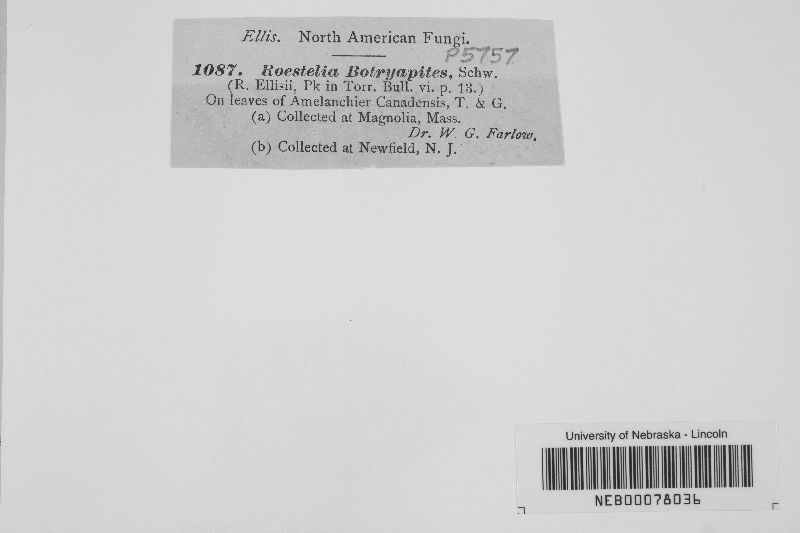 Ellis. North American Fungi.
P5757
1087. Roestelia Botryapites, Schw.
(R. Ellisii, Pk in Torr. Bull. vi. p. 13.)
On leaves of Amelanchier Canadensis, T. & G.
(a) Collected at Magnolia, Mass.
Dr. W. G. Farlow.
(b) Collected at Newfield, N. J.
University of Nebraska - Lincoln
NEB00078036